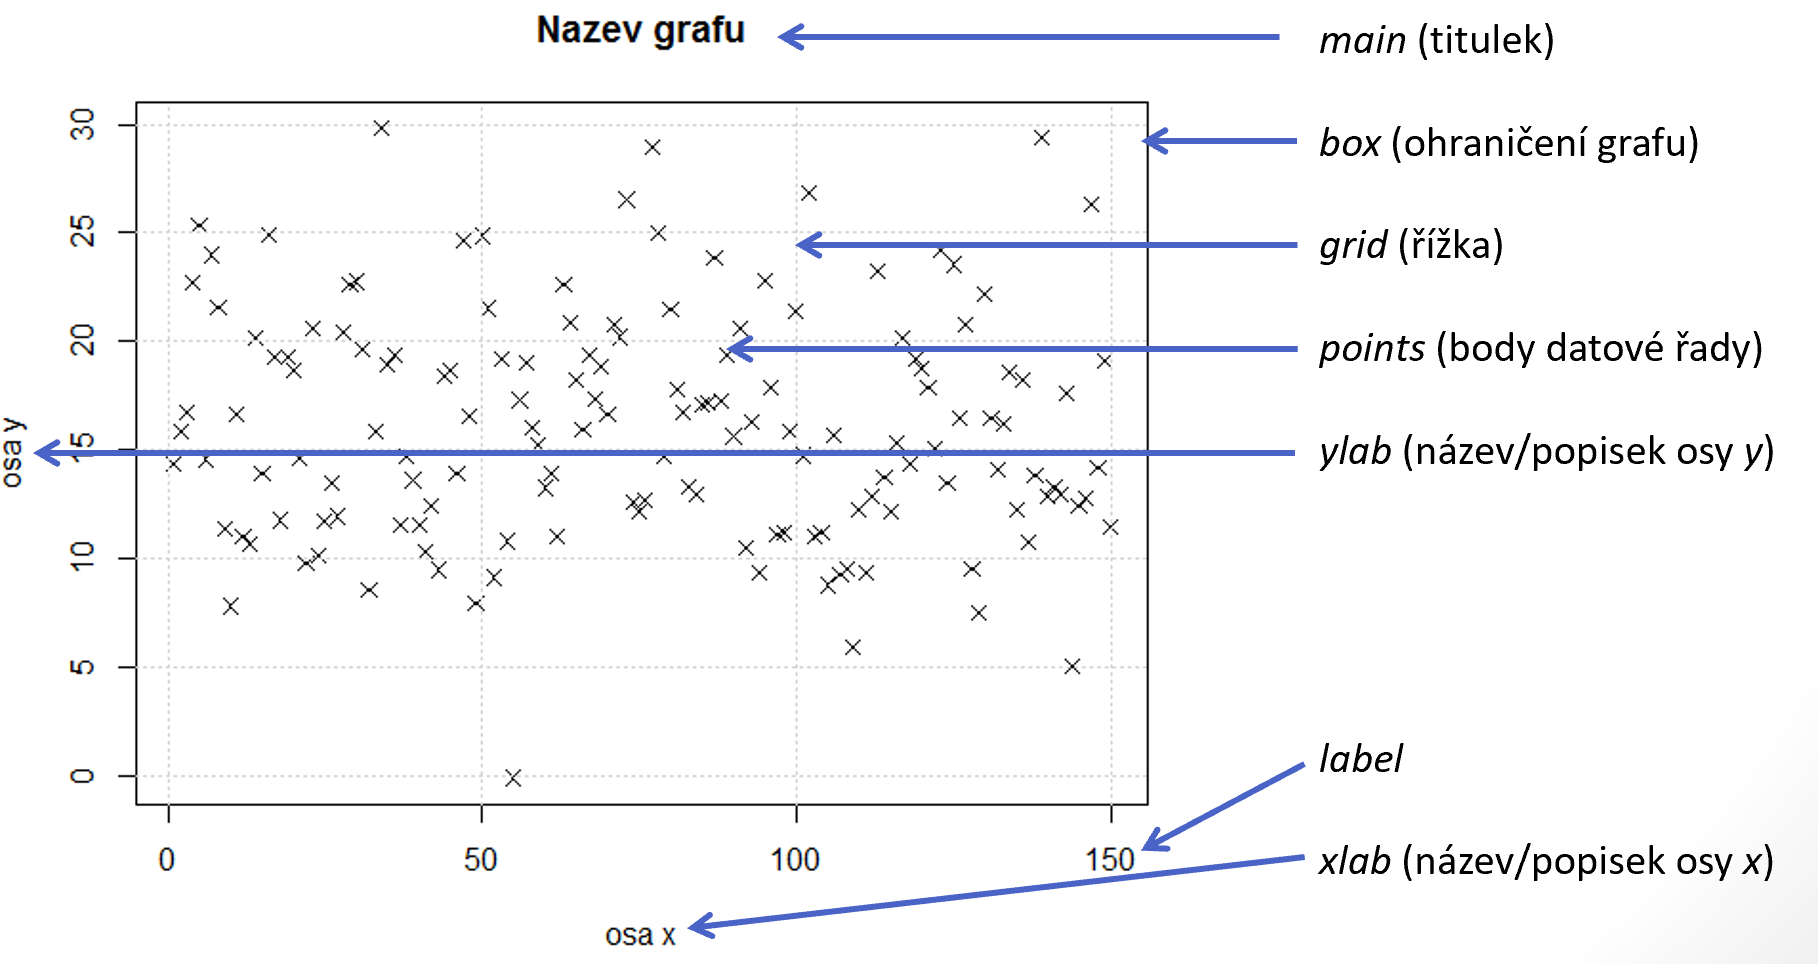 Nazev grafu
main (titulek)
box (ohraničení grafu)
grid (řížka)
points (body datové řady)
ylab (název/popisek osy y)
label
xlab (název/popisek osy x)
osa y
30
25
20
15
10
5
0
0 50 100 150
osa x